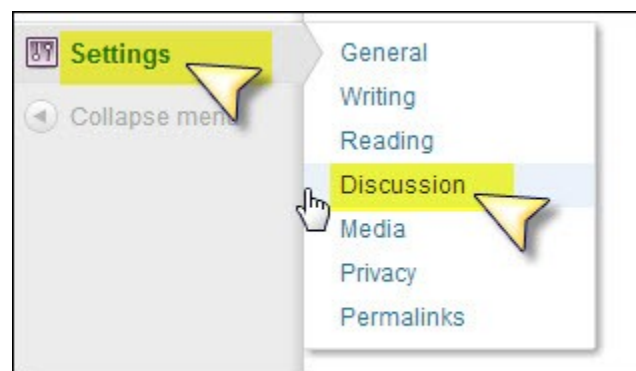 Settings
Collapse menu
General
Writing
Reading
Discussion
Media
Privacy
Permalinks